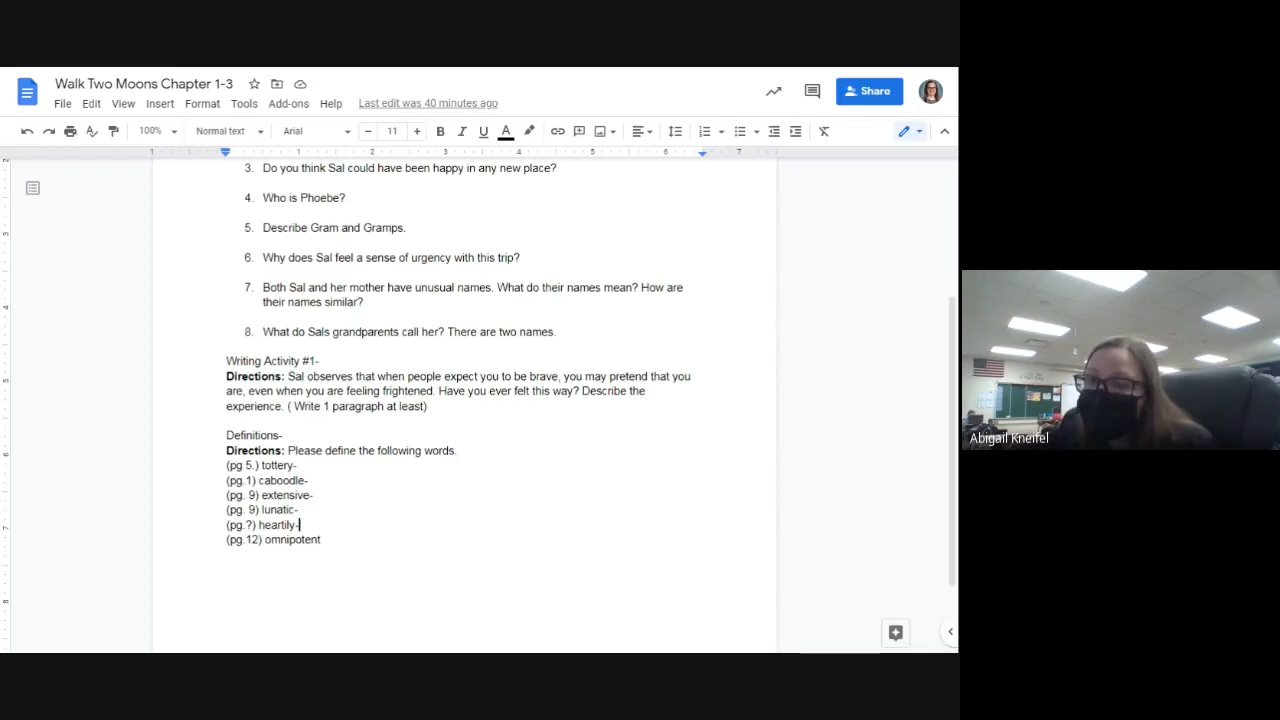 Walk Two Moons Chapter 1-3
File Edit View Insert Format Tools Add-ons Help Last edit was 40 minutes ago
Share
100% Normal text Arial 11
1 1 2 3 4 5 6 7
3. Do you think Sal could have been happy in any new place?
4. Who is Phoebe?
5. Describe Gram and Gramps.
6. Why does Sal feel a sense of urgency with this trip?
7. Both Sal and her mother have unusual names. What do their names mean? How are
their names similar?
8. What do Sals grandparents call her? There are two names.
Writing Activity #1-
Directions: Sal observes that when people expect you to be brave, you may pretend that you
are, even when you are feeling frightened. Have you ever felt this way? Describe the
experience. ( Write 1 paragraph at least)
Definitions-
Directions: Please define the following words.
(pg 5.) tottery-
(pg.1) caboodle-
(pg. 9) extensive-
(pg. 9) lunatic-
(pg.?) heartily-
(pg.12) omnipotent
Abigail Kneifel